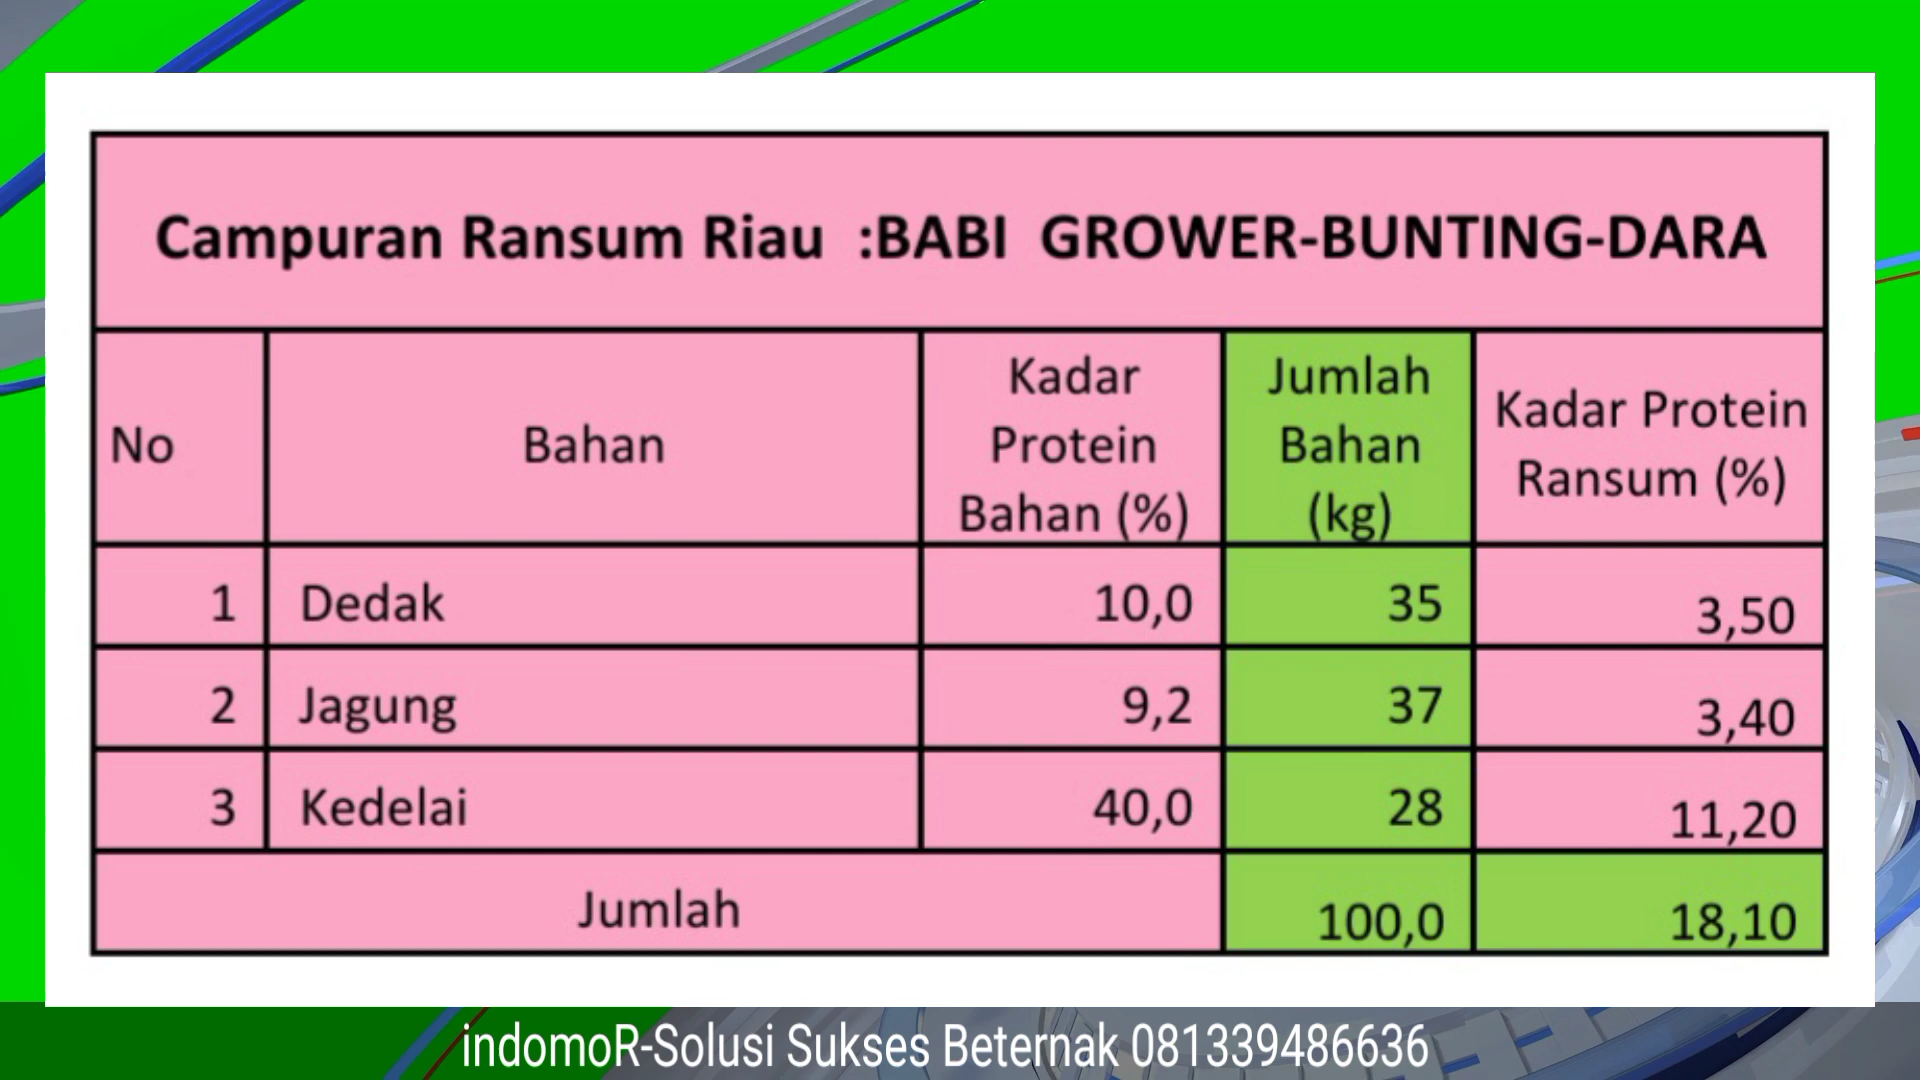 Campuran Ransum Riau :BABI GROWER-BUNTING-DARA
No Bahan Kadar Protein Bahan (%) Jumlah Bahan (kg) Kadar Protein Ransum (%)
1 Dedak 10,0 35 3,50
2 Jagung 9,2 37 3,40
3 Kedelai 40,0 28 11,20
Jumlah 100,0 18,10
indomoR-Solusi Sukses Beternak 081339486636